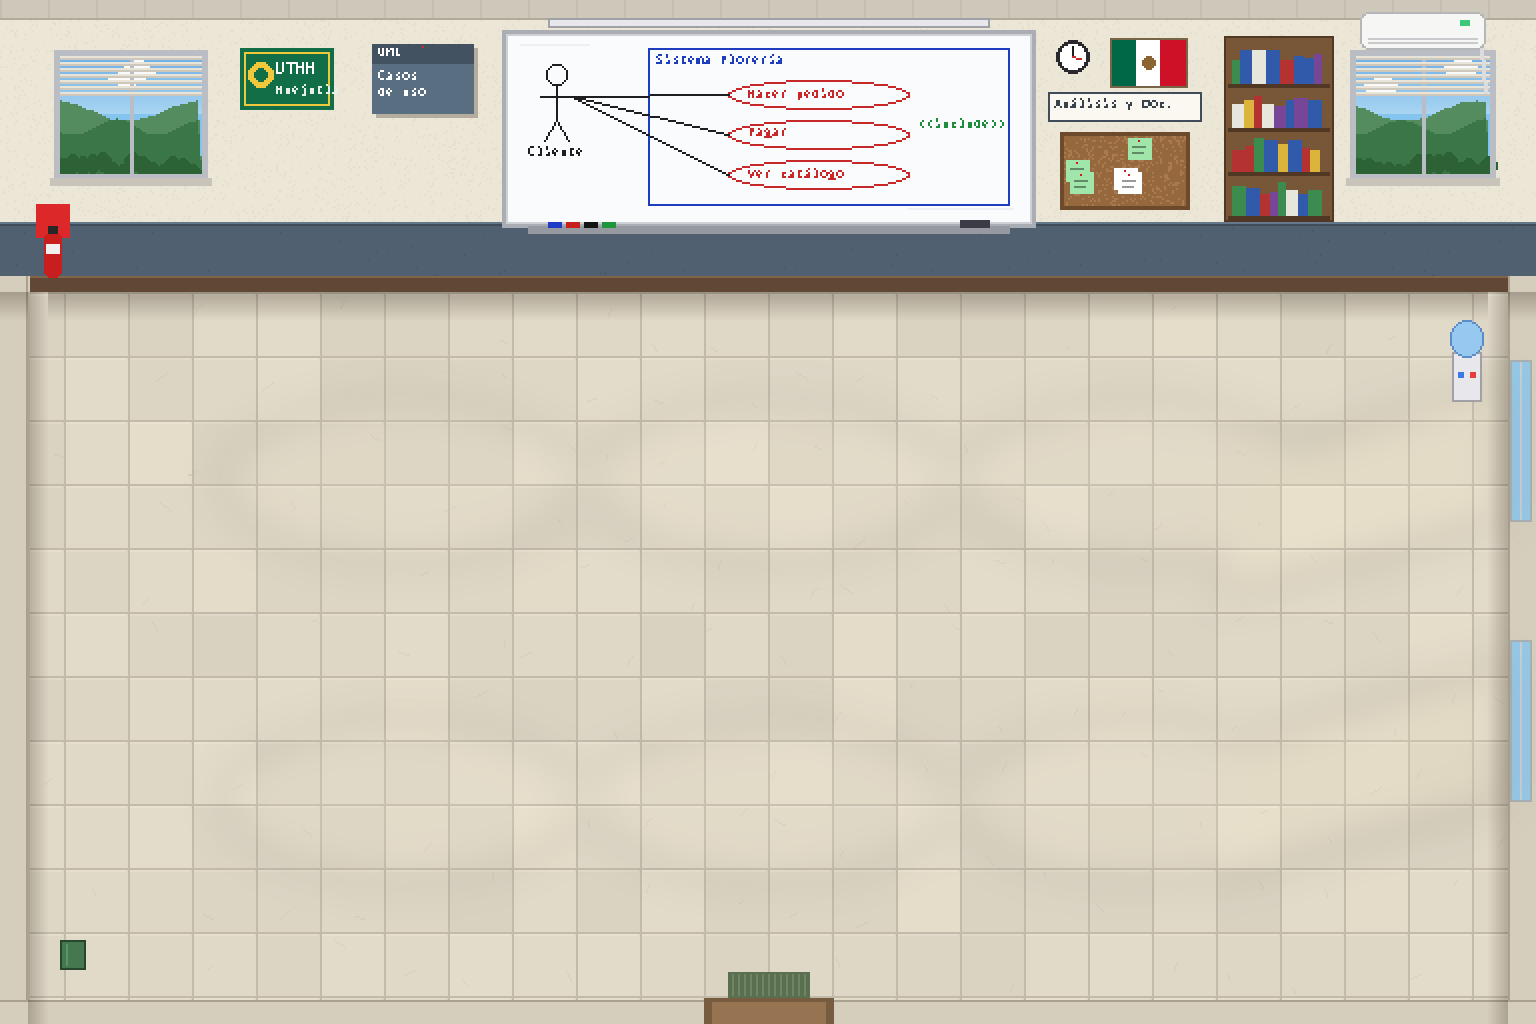 UTHH
UML
Casos
de uso
Sistema Florería
Hacer pedido
Pagar
Ver catálogo
<<include>>
Cliente
Análisis y DOc.